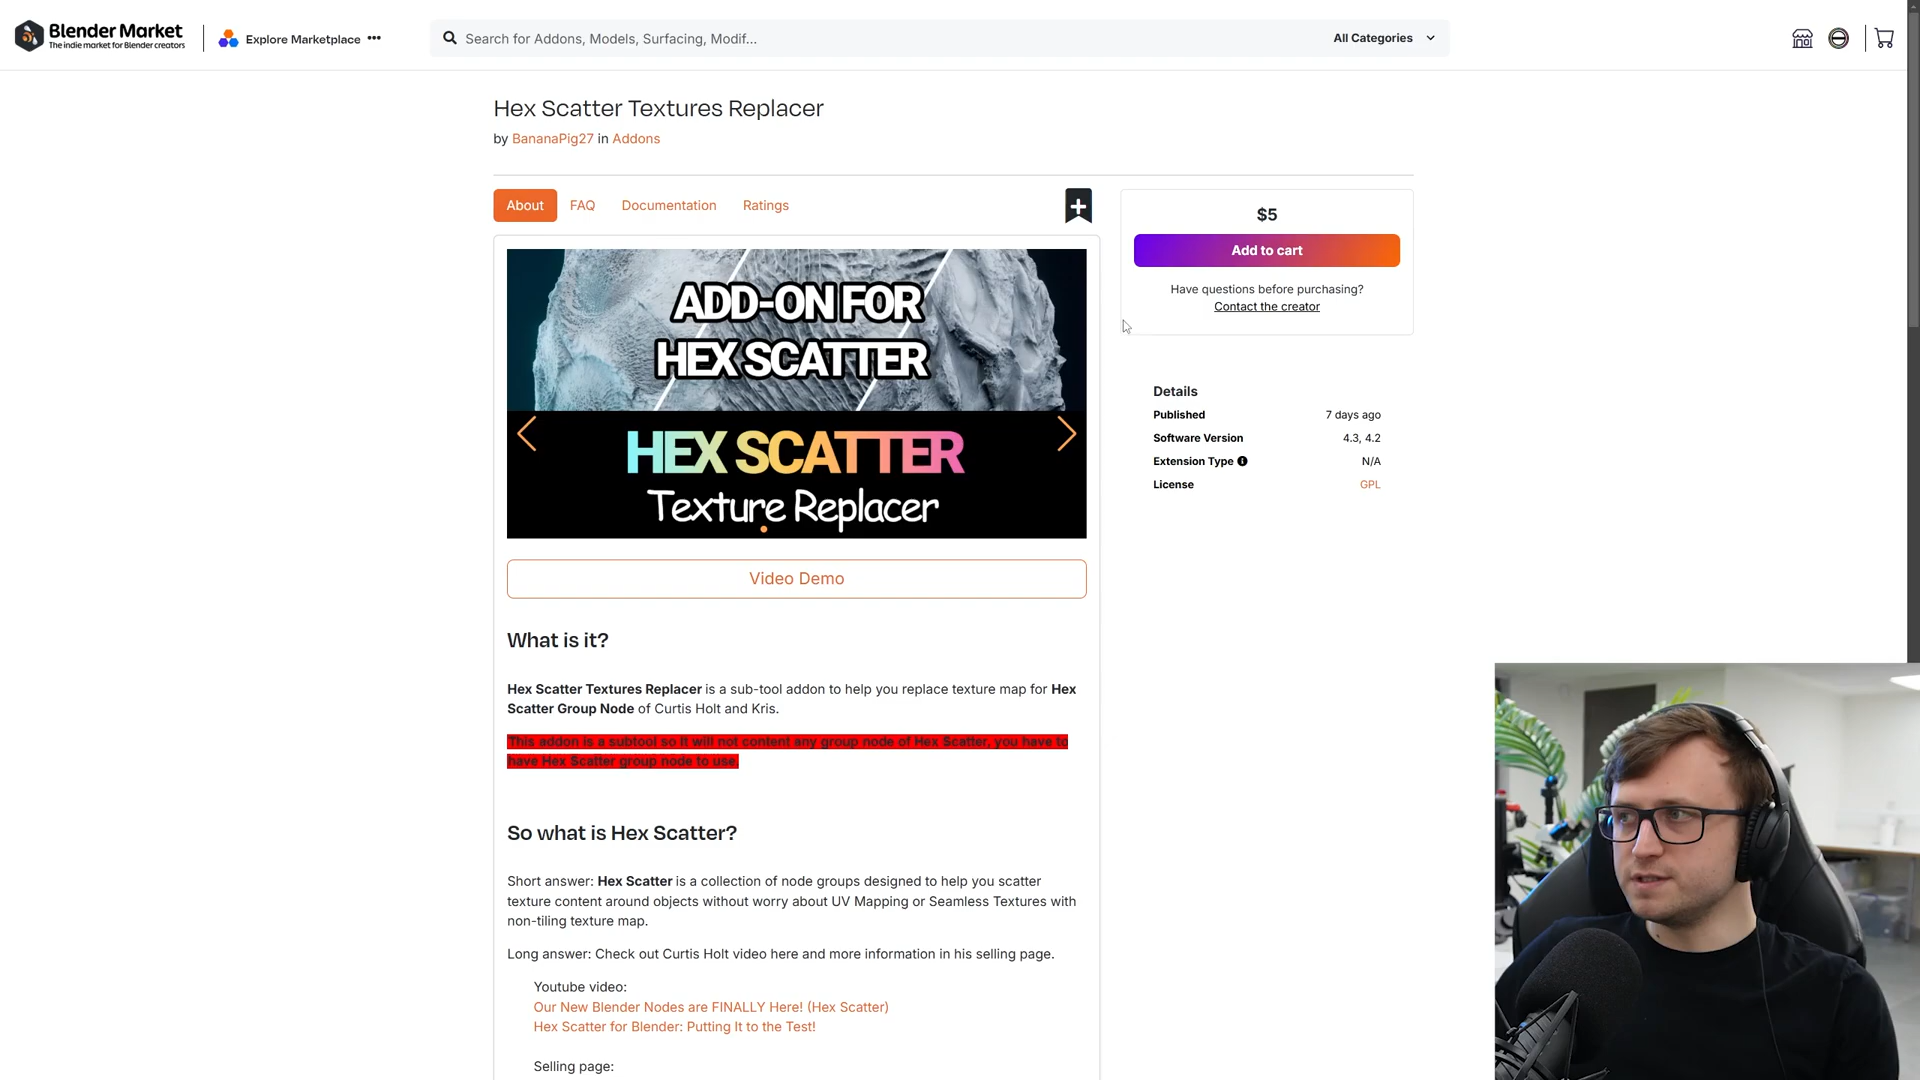 Blender Market
The indie market for Blender creators
Explore Marketplace •••
Search for Addons, Models, Surfacing, Modif...
All Categories
Hex Scatter Textures Replacer
by BananaPig27 in Addons
About
FAQ
Documentation
Ratings
$5
Add to cart
Have questions before purchasing?
Contact the creator
ADD-ON FOR
HEX SCATTER
HEX SCATTER
Texture Replacer
Details
Published 7 days ago
Software Version 4.3, 4.2
Extension Type N/A
License GPL
Video Demo
What is it?
Hex Scatter Textures Replacer is a sub-tool addon to help you replace texture map for Hex
Scatter Group Node of Curtis Holt and Kris.
This addon is a subtool so it will not content any group node of Hex Scatter, you have to
have Hex Scatter group node to use.
So what is Hex Scatter?
Short answer: Hex Scatter is a collection of node groups designed to help you scatter
texture content around objects without worry about UV Mapping or Seamless Textures with
non-tiling texture map.
Long answer: Check out Curtis Holt video here and more information in his selling page.
Youtube video:
Our New Blender Nodes are FINALLY Here! (Hex Scatter)
Hex Scatter for Blender: Putting It to the Test!
Selling page: